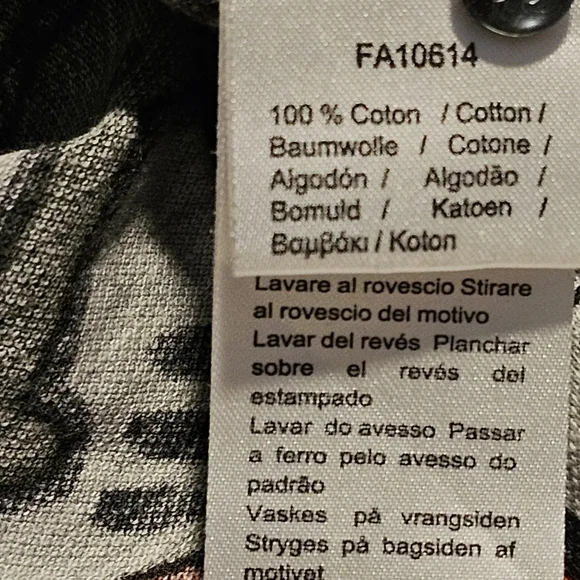 FA10614
100 % Coton / Cotton /
Baumwolle / Cotone /
Algodón / Algodão /
Bomuld / Katoen /
Βαμβάκι / Koton
Lavare al rovescio Stirare
al rovescio del motivo
Lavar del revés Planchar
sobre el revés del
estampado
Lavar do avesso Passar
a ferro pelo avesso do
padrão
Vaskes på vrangsiden
Stryges på bagsiden af
motivet